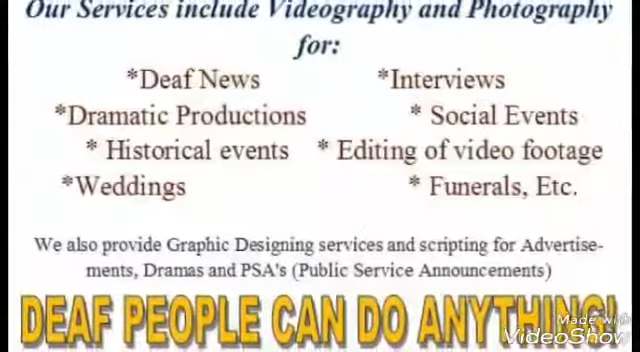 Our Services include Videography and Photography
for:
*Deaf News *Interviews
*Dramatic Productions * Social Events
* Historical events * Editing of video footage
*Weddings * Funerals, Etc.
We also provide Graphic Designing services and scripting for Advertise-
ments, Dramas and PSA's (Public Service Announcements)
DEAF PEOPLE CAN DO ANYTHING!
Made with
VideoShow